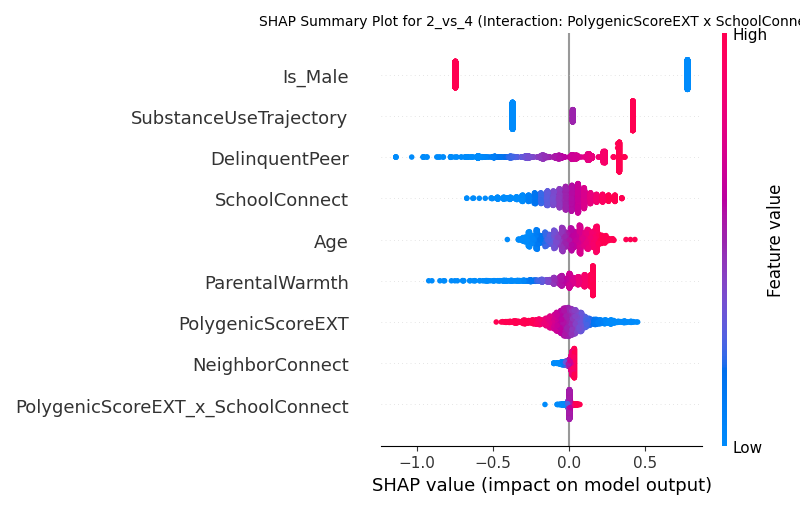 SHAP Summary Plot for 2_vs_4 (Interaction: PolygenicScoreEXT x SchoolConne
High
Is_Male
SubstanceUseTrajectory
DelinquentPeer
SchoolConnect
Age
ParentalWarmth
PolygenicScoreEXT
NeighborConnect
PolygenicScoreEXT_x_SchoolConnect
Feature value
Low
−1.0 −0.5 0.0 0.5
SHAP value (impact on model output)